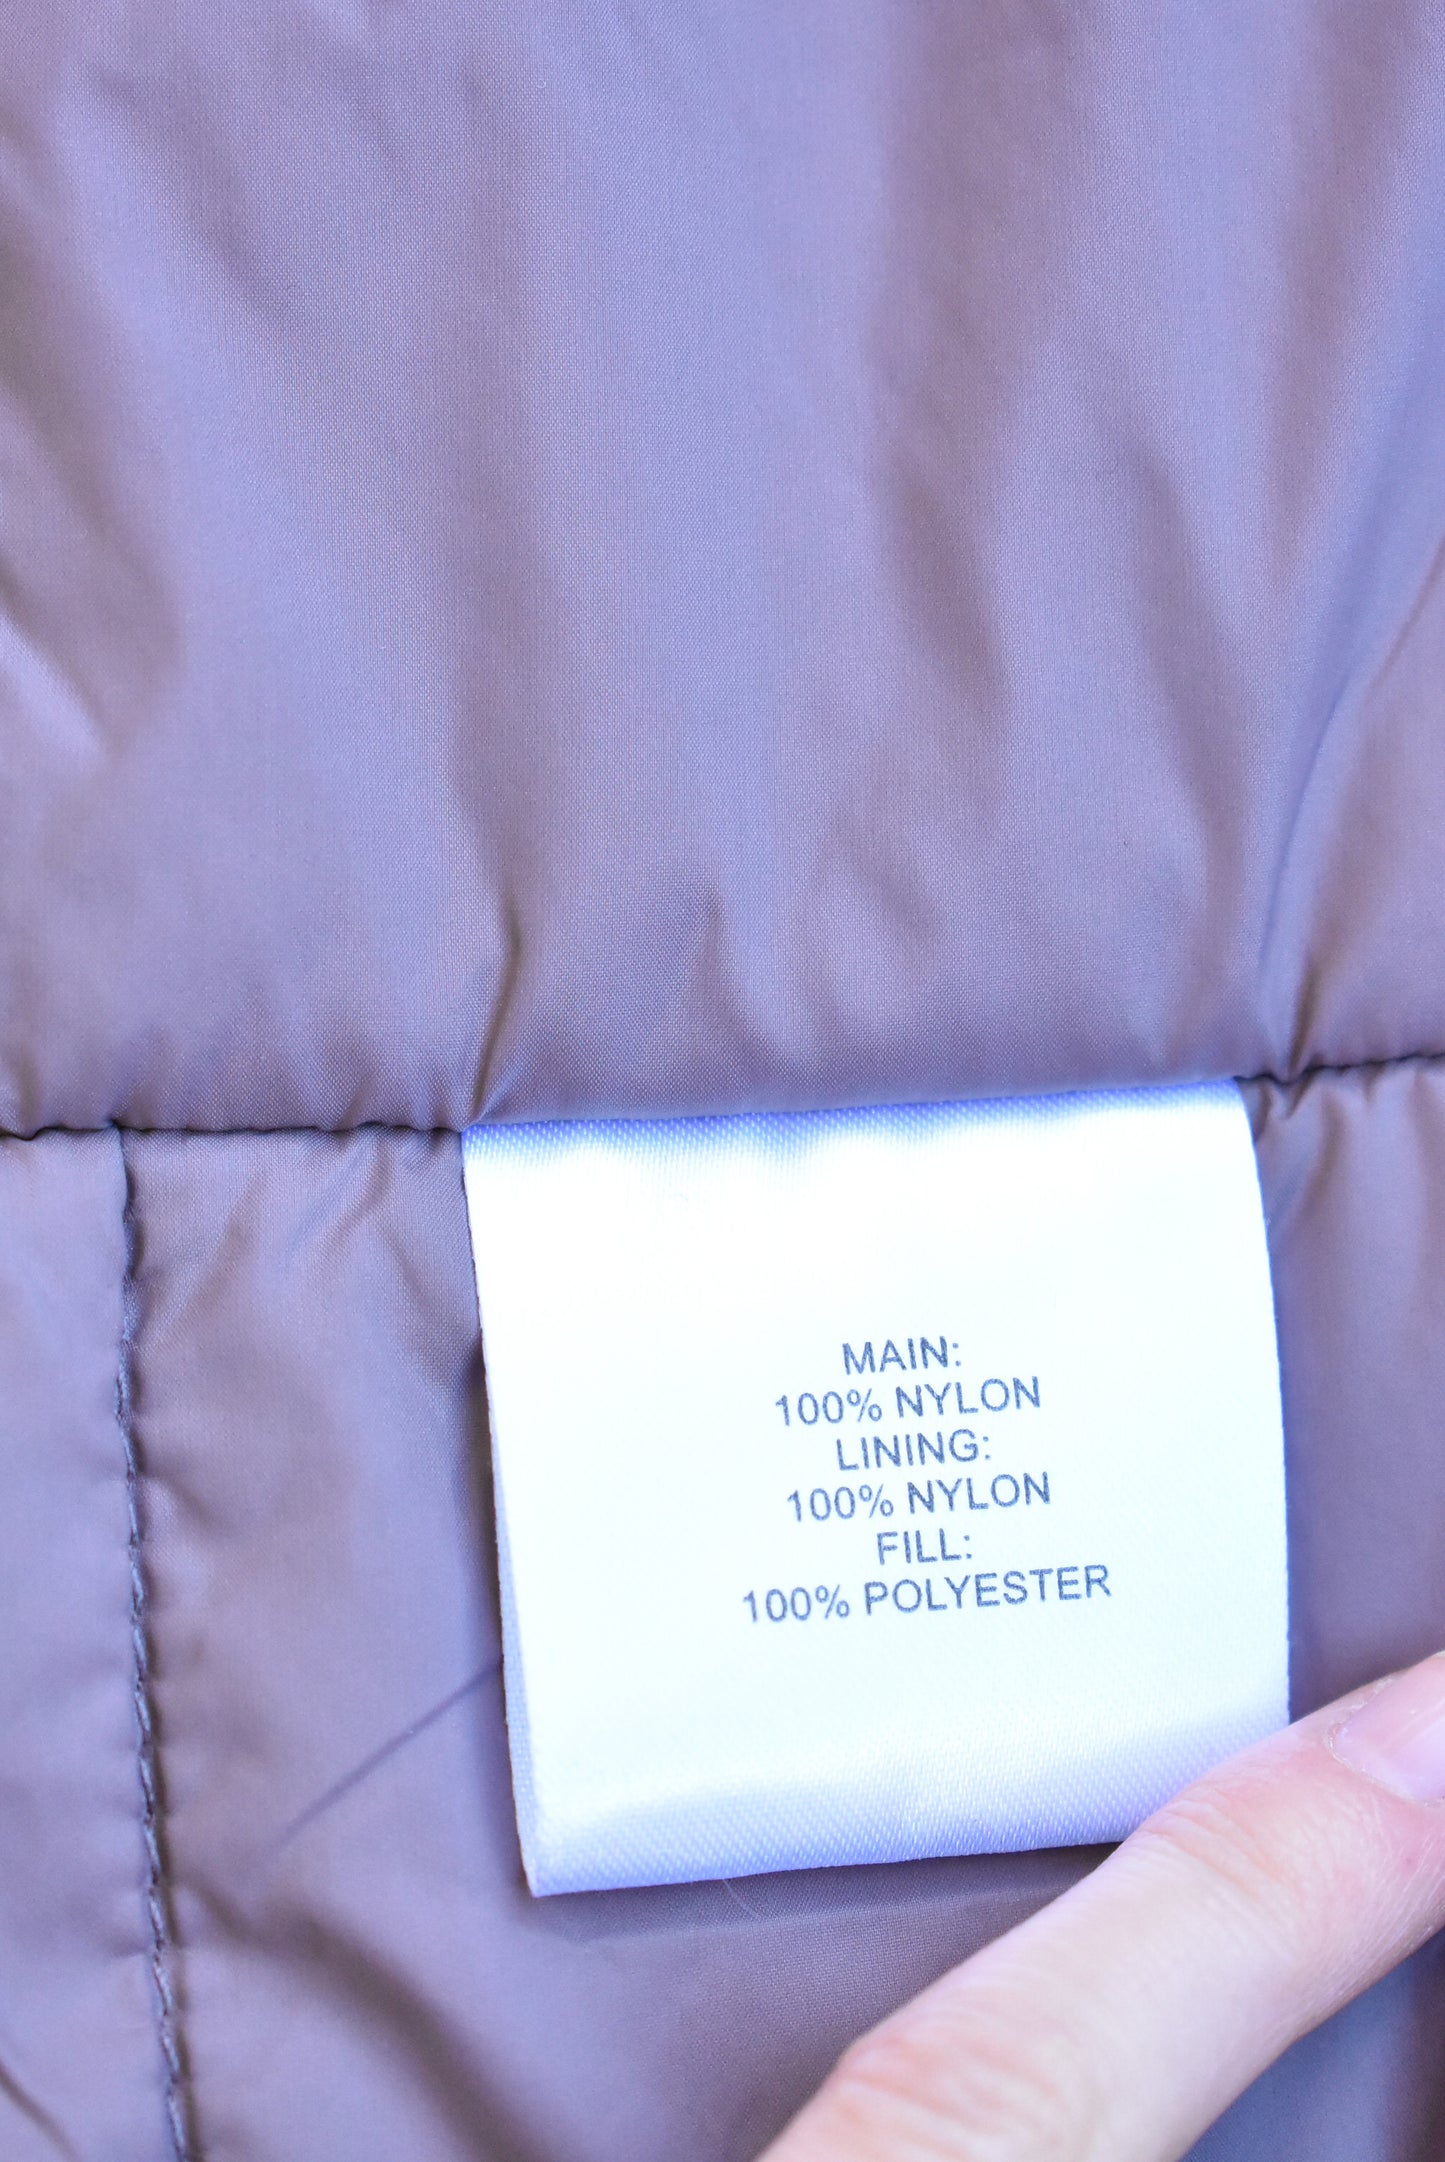 MAIN:
100% NYLON
LINING:
100% NYLON
FILL:
100% POLYESTER